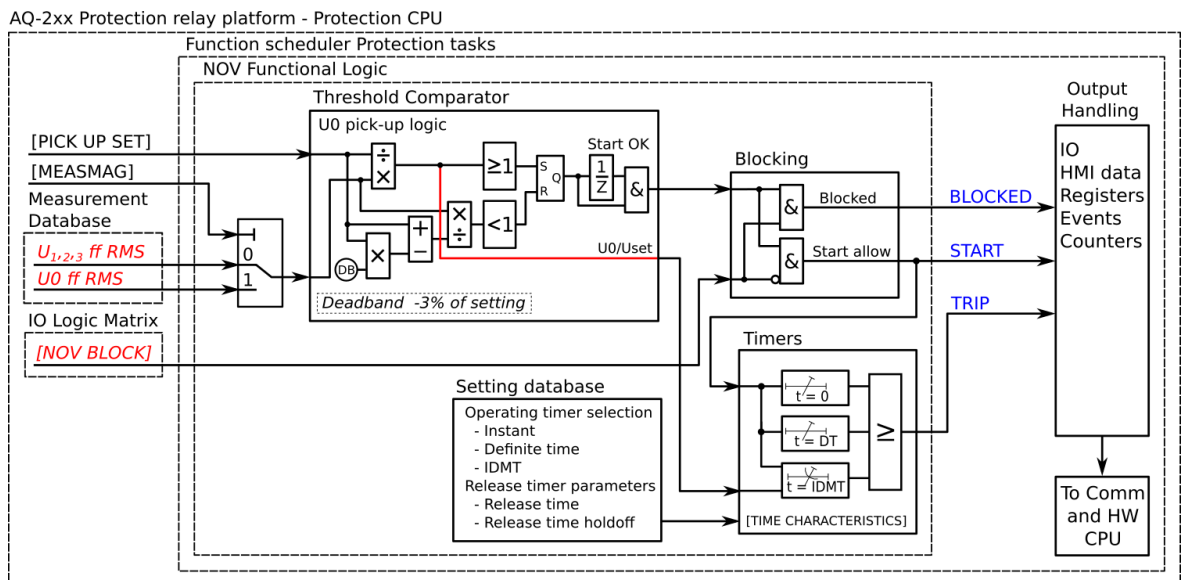 AQ-2xx Protection relay platform - Protection CPU
Function scheduler Protection tasks
NOV Functional Logic
Threshold Comparator
U0 pick-up logic
[PICK UP SET]
[MEASMAG]
Measurement
Database
U1,2,3 ff RMS
U0 ff RMS
IO Logic Matrix
[NOV BLOCK]
0
1
÷
×
≥1
S
R
Q
Start OK
1
Z
&
×
÷
<1
+
−
×
DB
U0/Uset
Deadband -3% of setting
Blocking
&
Blocked
&
Start allow
BLOCKED
START
TRIP
Output
Handling
IO
HMI data
Registers
Events
Counters
To Comm
and HW
CPU
Timers
t = 0
t = DT
t = IDMT
≥
[TIME CHARACTERISTICS]
Setting database
Operating timer selection
- Instant
- Definite time
- IDMT
Release timer parameters
- Release time
- Release time holdoff